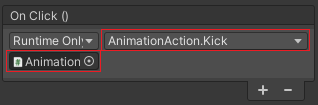 On Click ()
Runtime Only AnimationAction.Kick
Animation
+ −